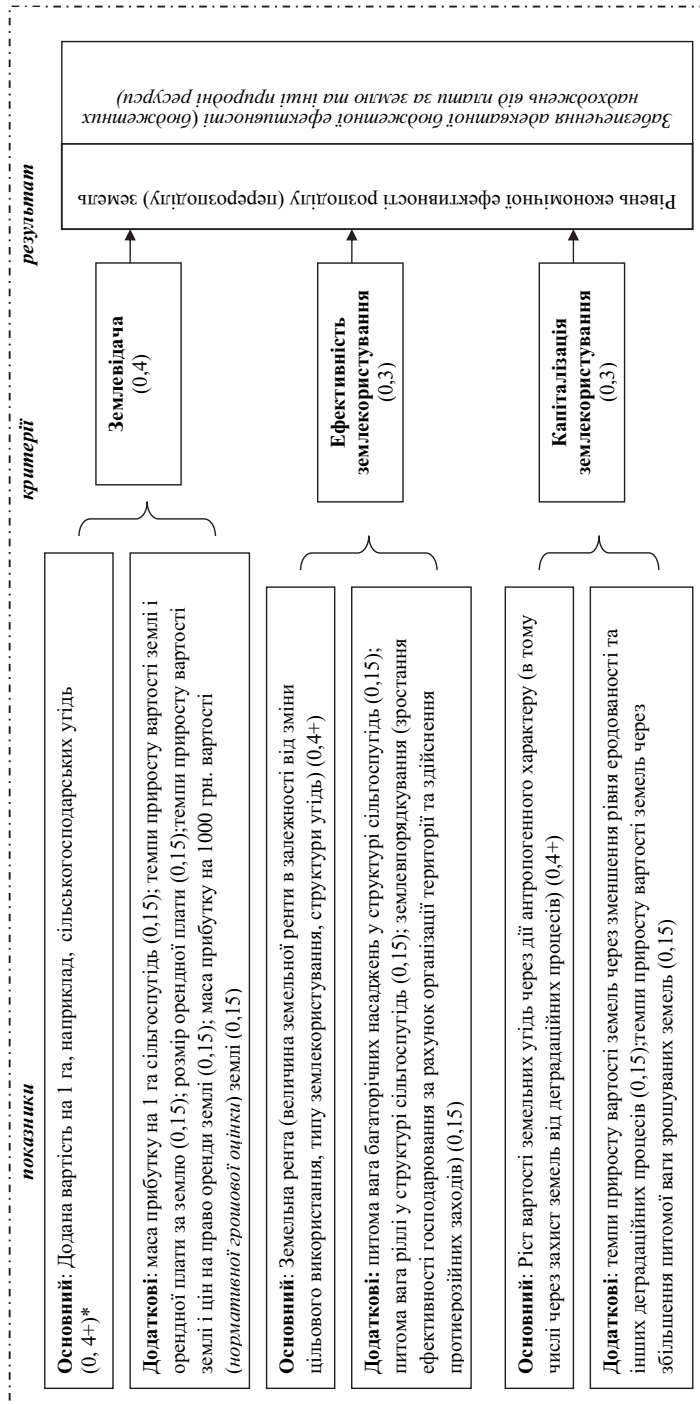 показники
критерії
результат
Основний: Додана вартість на 1 га, наприклад, сільськогосподарських угідь
(0, 4+)*
Додаткові: маса прибутку на 1 га сільгоспугідь (0,15); темпи приросту вартості землі і
орендної плати за землю (0,15); розмір орендної плати (0,15);темпи приросту вартості
землі і цін на право оренди землі (0,15); маса прибутку на 1000 грн. вартості
(нормативної грошової оцінки) землі (0,15)
Землевідача
(0,4)
Основний: Земельна рента (величина земельної ренти в залежності від зміни
цільового використання, типу землекористування, структури угідь) (0,4+)
Додаткові: питома вага багаторічних насаджень у структурі сільгоспугідь (0,15);
питома вага ріллі у структурі сільгоспугідь (0,15); землевпорядкування (зростання
ефективності господарювання за рахунок організації території та здійснення
протиерозійних заходів) (0,15)
Ефективність
землекористування
(0,3)
Основний: Ріст вартості земельних угідь через дії антропогенного характеру (в тому
числі через захист земель від деградаційних процесів) (0,4+)
Додаткові: темпи приросту вартості земель через зменшення рівня еродованості та
інших деградаційних процесів (0,15);темпи приросту вартості земель через
збільшення питомої ваги зрошуваних земель (0,15)
Капіталізація
землекористування
(0,3)
Рівень економічної ефективності розподілу (перерозподілу) земель
Забезпечення адекватної бюджетної ефективності (бюджетних
надходжень від плати за землю та інші природні ресурси)